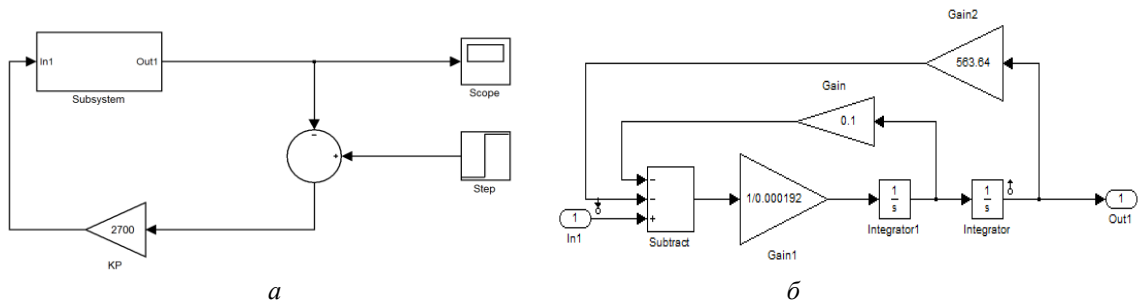 In1
Out1
Subsystem
Scope
Step
2700
KP
Gain2
563.64
Gain
0.1
1
In1
Subtract
1/0.000192
Gain1
1
s
Integrator1
1
s
Integrator
1
Out1
−
+
−
−
+
а
б